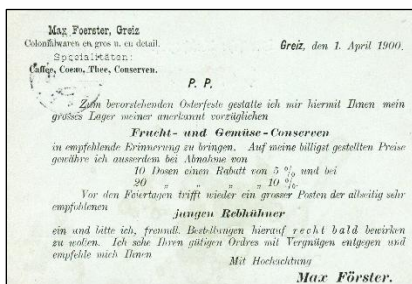 Max Foerster, Greiz
Colonialwaren en gros u. en detail.
Specialitäten:
Caffee, Cacao, Thee, Conserven.
Greiz, den 1. April 1900.
P. P.
Zum bevorstehenden Osterfeste gestatte ich mir hiermit Ihnen mein
grosses Lager meiner anerkannt vorzüglichen
Frucht- und Gemüse-Conserven
in empfehlende Erinnerung zu bringen. Auf meine billigst gestellten Preise
gewähre ich ausserdem bei Abnahme von
10 Dosen einen Rabatt von 5 % und bei
20 „ „ „ „ 10 %.
Vor den Feiertagen trifft wieder ein grosser Posten der allseitig sehr
empfohlenen
jungen Rebhühner
ein und bitte ich, freundl. Bestellungen hierauf recht bald bewirken
zu wollen. Ich sehe Ihren gütigen Ordres mit Vergnügen entgegen und
empfehle mich Ihnen
Mit Hochachtung
Max Förster.